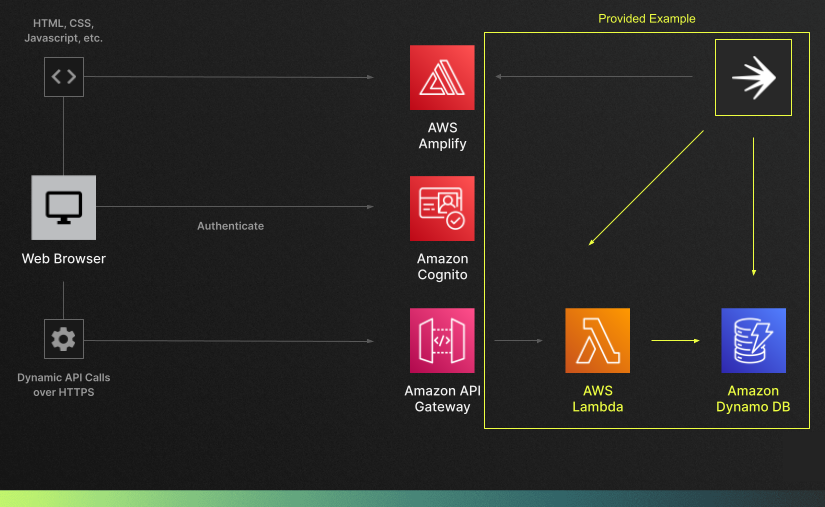 Provided Example
HTML, CSS,
Javascript, etc.
AWS
Amplify
Authenticate
Web Browser
Amazon
Cognito
Dynamic API Calls
over HTTPS
Amazon API
Gateway
AWS
Lambda
Amazon
Dynamo DB